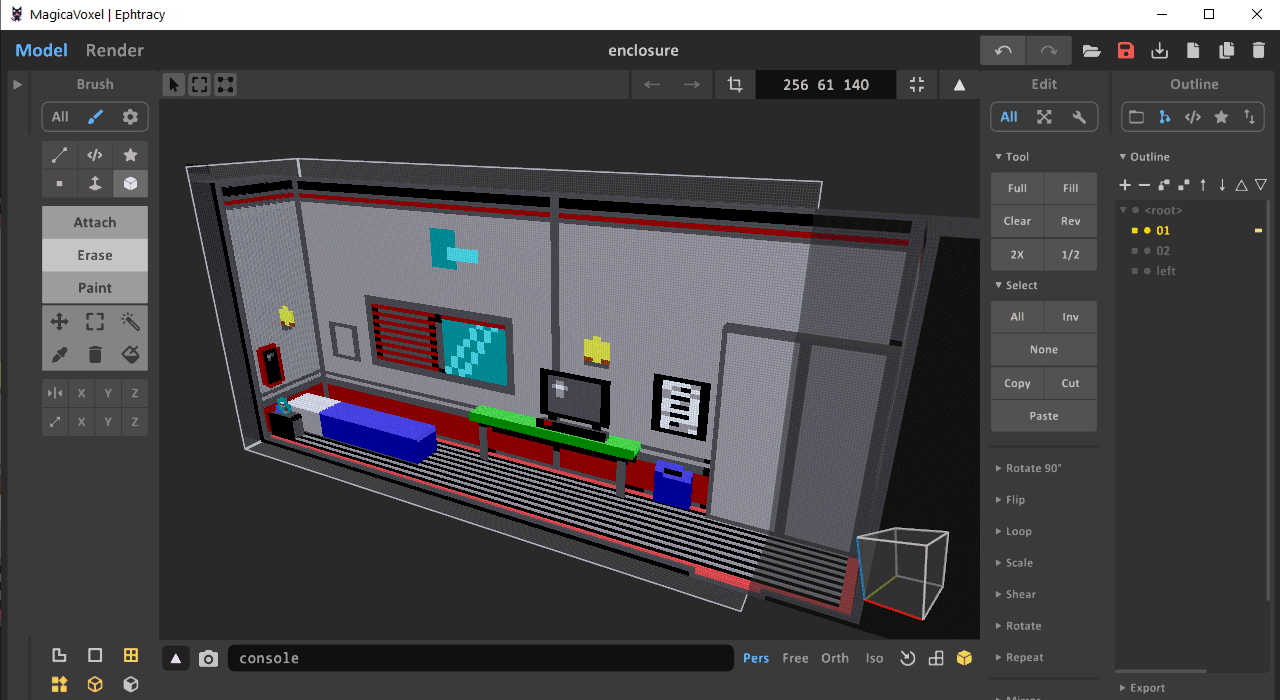 MagicaVoxel | Ephtracy
Model Render
enclosure
Brush
256 61 140
Edit
Outline
All
All
Tool
Outline
Full Fill
<root>
Clear Rev
01
Attach
2X 1/2
02
Erase
left
Select
Paint
All Inv
None
Copy Cut
X Y Z
Paste
X Y Z
Rotate 90°
Flip
Loop
Scale
Shear
Rotate
console
Pers Free Orth Iso
Repeat
Export
Mirror